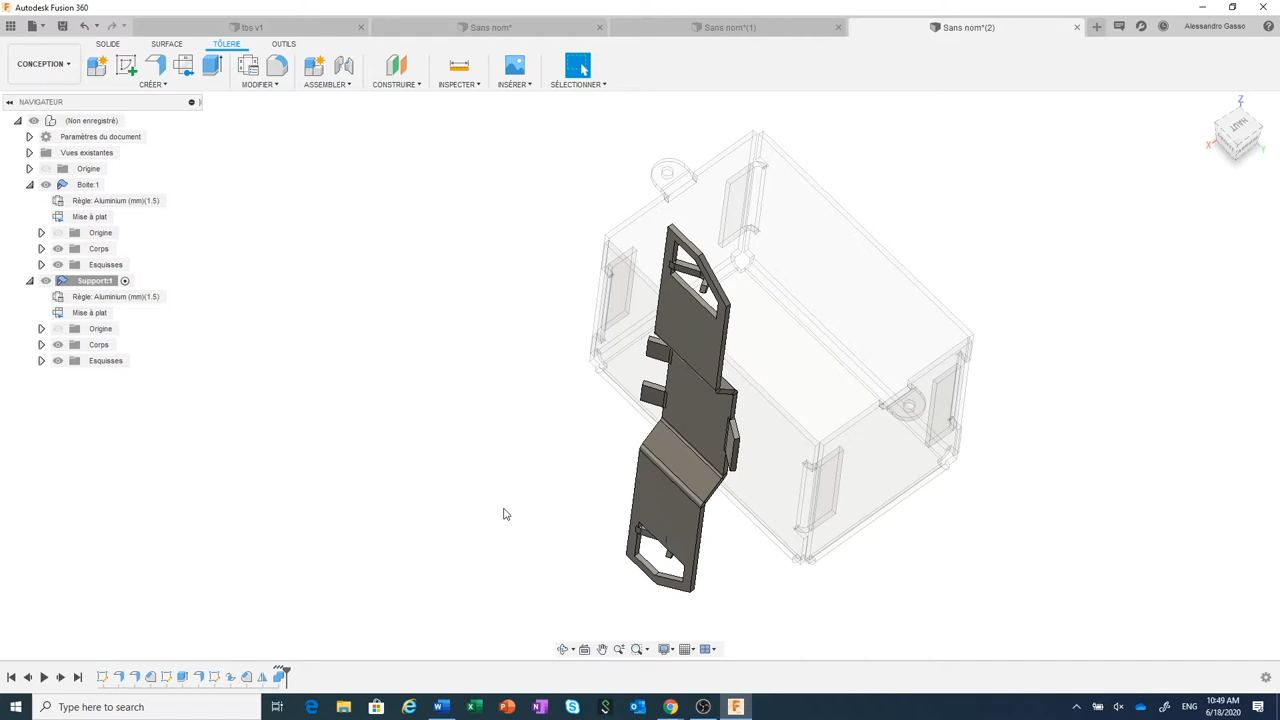 Autodesk Fusion 360
tbs v1
Sans nom*
Sans nom*(1)
Sans nom*(2)
Alessandro Gasso
SOLIDE
SURFACE
TÔLERIE
OUTILS
CONCEPTION
CRÉER
MODIFIER
ASSEMBLER
CONSTRUIRE
INSPECTER
INSÉRER
SÉLECTIONNER
NAVIGATEUR
(Non enregistré)
Paramètres du document
Vues existantes
Origine
Boite:1
Règle: Aluminium (mm)(1.5)
Mise à plat
Origine
Corps
Esquisses
Support:1
Règle: Aluminium (mm)(1.5)
Mise à plat
Origine
Corps
Esquisses
Z
HAUT
X
Y
Type here to search
ENG
10:49 AM
6/18/2020